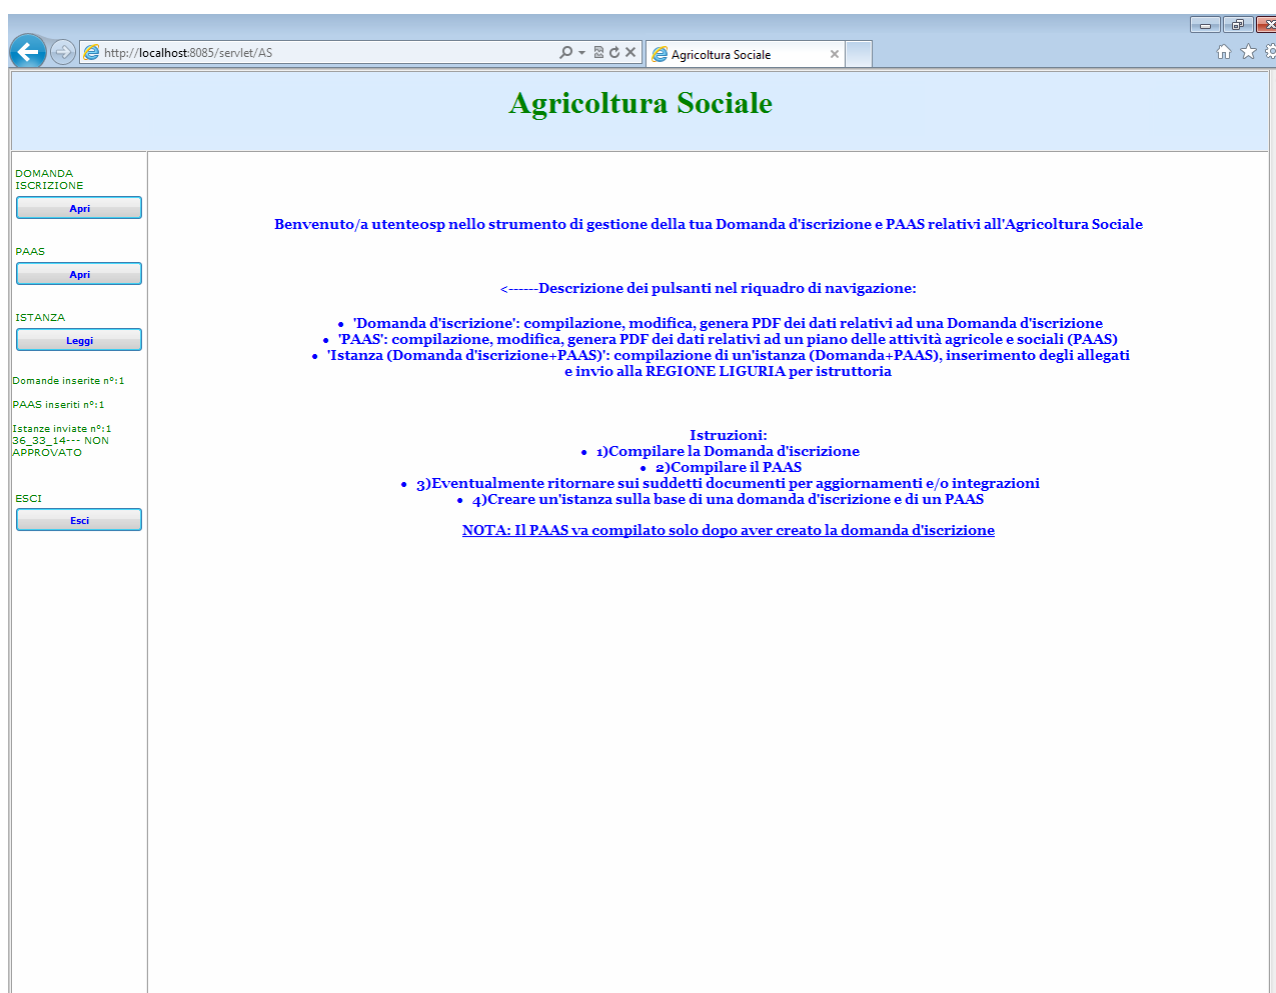 http://localhost:8085/servlet/AS
Agricoltura Sociale
Agricoltura Sociale
DOMANDA
ISCRIZIONE
Apri
PAAS
Apri
ISTANZA
Leggi
Domande inserite n°:1
PAAS inseriti n°:1
Istanze inviate n°:1
36_33_14--- NON
APPROVATO
ESCI
Esci
Benvenuto/a utenteosp nello strumento di gestione della tua Domanda d'iscrizione e PAAS relativi all'Agricoltura Sociale
<------Descrizione dei pulsanti nel riquadro di navigazione:
• 'Domanda d'iscrizione': compilazione, modifica, genera PDF dei dati relativi ad una Domanda d'iscrizione
• 'PAAS': compilazione, modifica, genera PDF dei dati relativi ad un piano delle attività agricole e sociali (PAAS)
• 'Istanza (Domanda d'iscrizione+PAAS)': compilazione di un'istanza (Domanda+PAAS), inserimento degli allegati
e invio alla REGIONE LIGURIA per istruttoria
Istruzioni:
• 1)Compilare la Domanda d'iscrizione
• 2)Compilare il PAAS
• 3)Eventualmente ritornare sui suddetti documenti per aggiornamenti e/o integrazioni
• 4)Creare un'istanza sulla base di una domanda d'iscrizione e di un PAAS
NOTA: Il PAAS va compilato solo dopo aver creato la domanda d'iscrizione